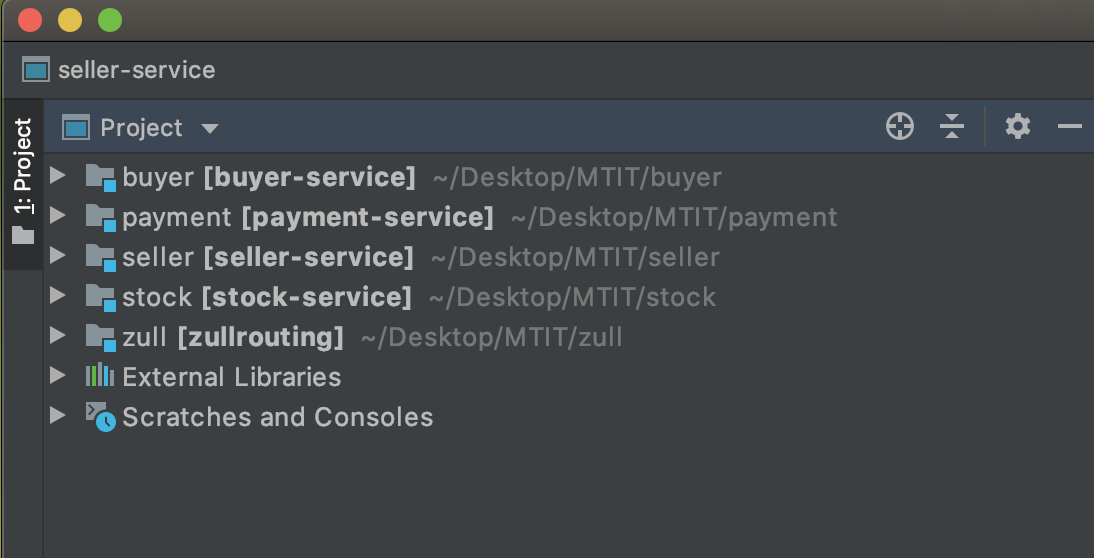 seller-service
1: Project
Project
buyer [buyer-service] ~/Desktop/MTIT/buyer
payment [payment-service] ~/Desktop/MTIT/payment
seller [seller-service] ~/Desktop/MTIT/seller
stock [stock-service] ~/Desktop/MTIT/stock
zull [zullrouting] ~/Desktop/MTIT/zull
External Libraries
Scratches and Consoles